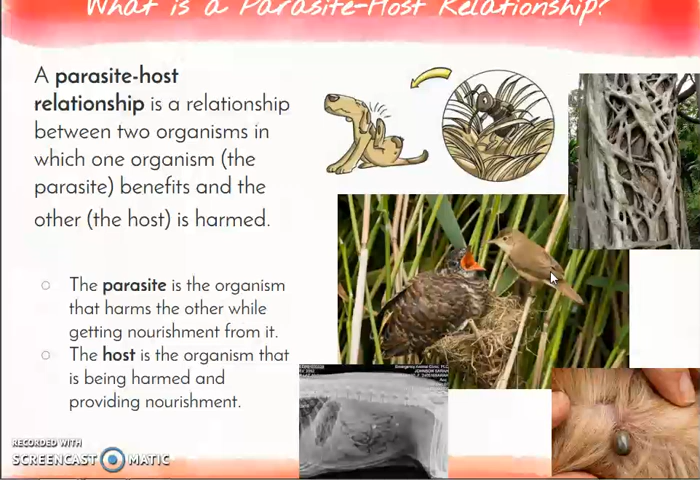 What is a Parasite-Host Relationship?
A parasite-host
relationship is a relationship
between two organisms in
which one organism (the
parasite) benefits and the
other (the host) is harmed.
○ The parasite is the organism
that harms the other while
getting nourishment from it.
○ The host is the organism that
is being harmed and
providing nourishment.
RECORDED WITH
SCREENCAST MATIC